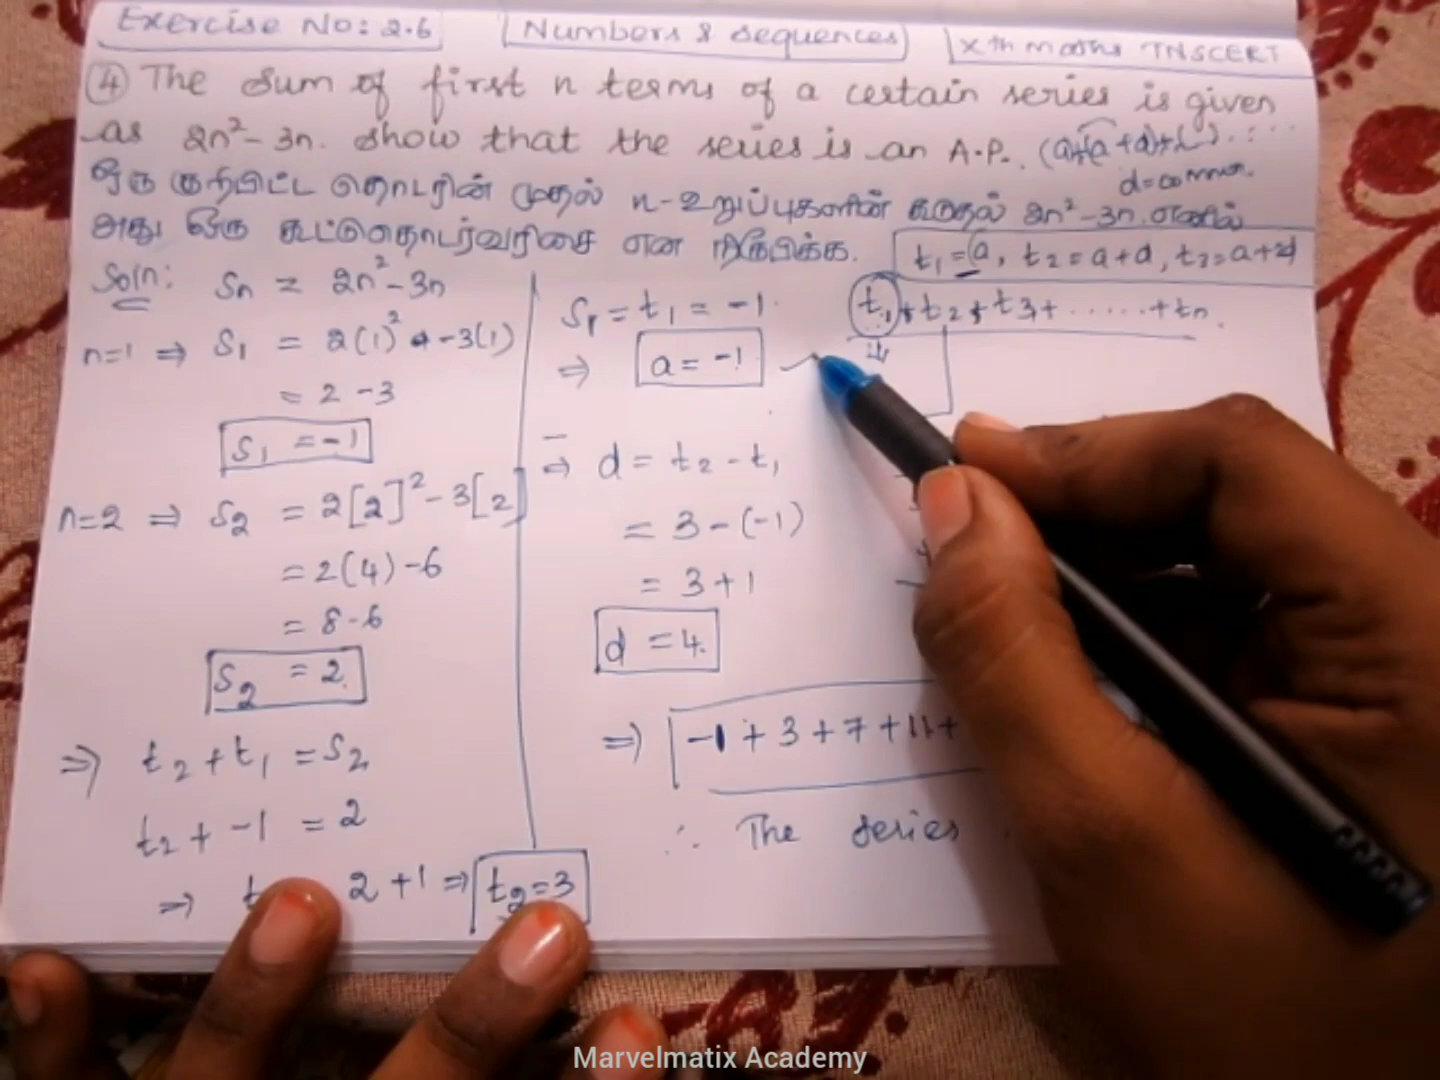 Exercise No: 2.6 Numbers & Sequences Xth maths TNSCERT
④ The Sum of first n terms of a certain series is given
as 2n² - 3n. show that the series is an A.P. (a+(a+d)+(
d = common.
ஒரு குறிப்பிட்ட தொடரின் முதல் n-உறுப்புகளின் கூடுதல் 2n² - 3n. எனில்
அது ஒரு கூட்டுதொடர்வரிசை என நிரூபிக்க.
t₁ = a, t₂ = a+d, t₃ = a+2d
t₁ + t₂ + t₃ + ...... + tn.
Soln: Sn = 2n² - 3n
n=1 ⇒ S₁ = 2(1)² - 3(1)
= 2 - 3
S₁ = -1
n=2 ⇒ S₂ = 2[2]² - 3[2]
= 2(4) - 6
= 8 - 6
S₂ = 2.
⇒ t₂ + t₁ = S₂
t₂ + -1 = 2
⇒ t 2 + 1 ⇒ t₂ = 3
S₁ = t₁ = -1.
⇒ a = -1
⇒ d = t₂ - t₁
= 3 - (-1)
= 3 + 1
d = 4.
⇒ -1 + 3 + 7 + 11 +
∴ The series
Marvelmatix Academy